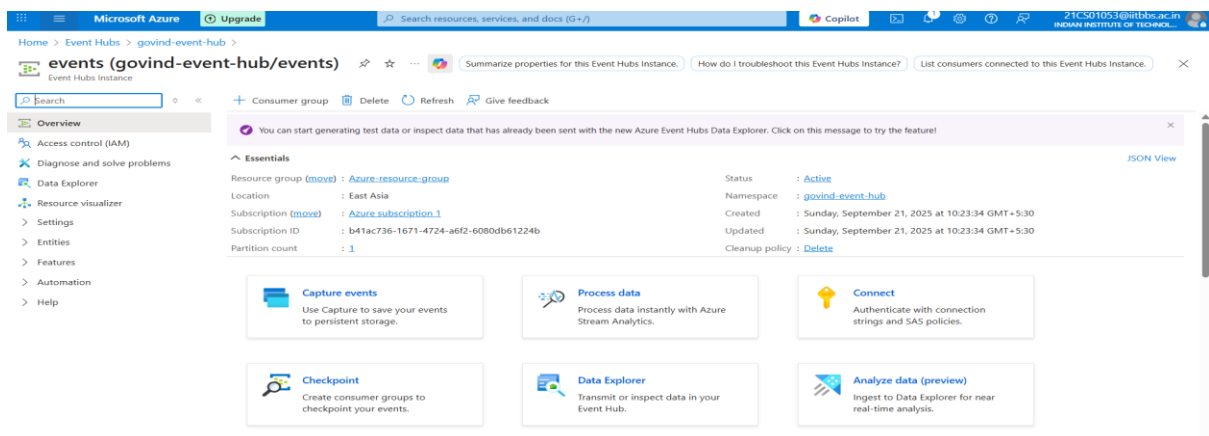 Microsoft Azure
Upgrade
Search resources, services, and docs (G+/)
Copilot
1
21CS01053@iitbbs.ac.in
INDIAN INSTITUTE OF TECHNOL...
Home > Event Hubs > govind-event-hub >
events (govind-event-hub/events)
Event Hubs Instance
Summarize properties for this Event Hubs Instance.
How do I troubleshoot this Event Hubs Instance?
List consumers connected to this Event Hubs Instance.
Search
Consumer group
Delete
Refresh
Give feedback
Overview
Access control (IAM)
Diagnose and solve problems
Data Explorer
Resource visualizer
Settings
Entities
Features
Automation
Help
You can start generating test data or inspect data that has already been sent with the new Azure Event Hubs Data Explorer. Click on this message to try the feature!
Essentials
JSON View
Resource group (move) : Azure-resource-group
Location : East Asia
Subscription (move) : Azure subscription 1
Subscription ID : b41ac736-1671-4724-a6f2-6080db61224b
Partition count : 1
Status : Active
Namespace : govind-event-hub
Created : Sunday, September 21, 2025 at 10:23:34 GMT+5:30
Updated : Sunday, September 21, 2025 at 10:23:34 GMT+5:30
Cleanup policy : Delete
Capture events
Use Capture to save your events
to persistent storage.
Process data
Process data instantly with Azure
Stream Analytics.
Connect
Authenticate with connection
strings and SAS policies.
Checkpoint
Create consumer groups to
checkpoint your events.
Data Explorer
Transmit or inspect data in your
Event Hub.
Analyze data (preview)
Ingest to Data Explorer for near
real-time analysis.